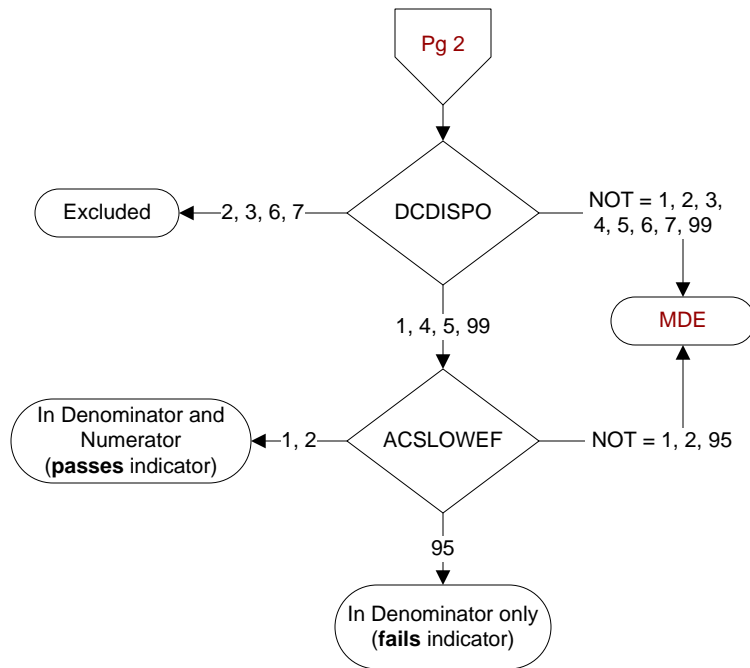 Pg 2
DCDISPO
Excluded
2, 3, 6, 7
NOT = 1, 2, 3,
4, 5, 6, 7, 99
1, 4, 5, 99
MDE
ACSLOWEF
In Denominator and
Numerator
(passes indicator)
1, 2
NOT = 1, 2, 95
95
In Denominator only
(fails indicator)